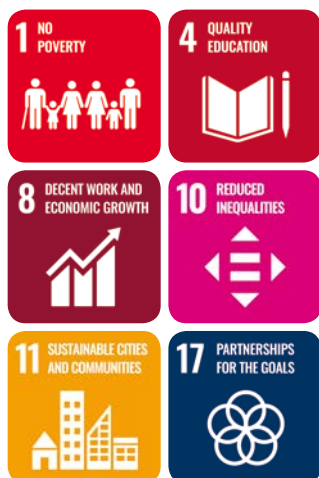 1 NO
POVERTY
4 QUALITY
EDUCATION
8 DECENT WORK AND
ECONOMIC GROWTH
10 REDUCED
INEQUALITIES
11 SUSTAINABLE CITIES
AND COMMUNITIES
17 PARTNERSHIPS
FOR THE GOALS